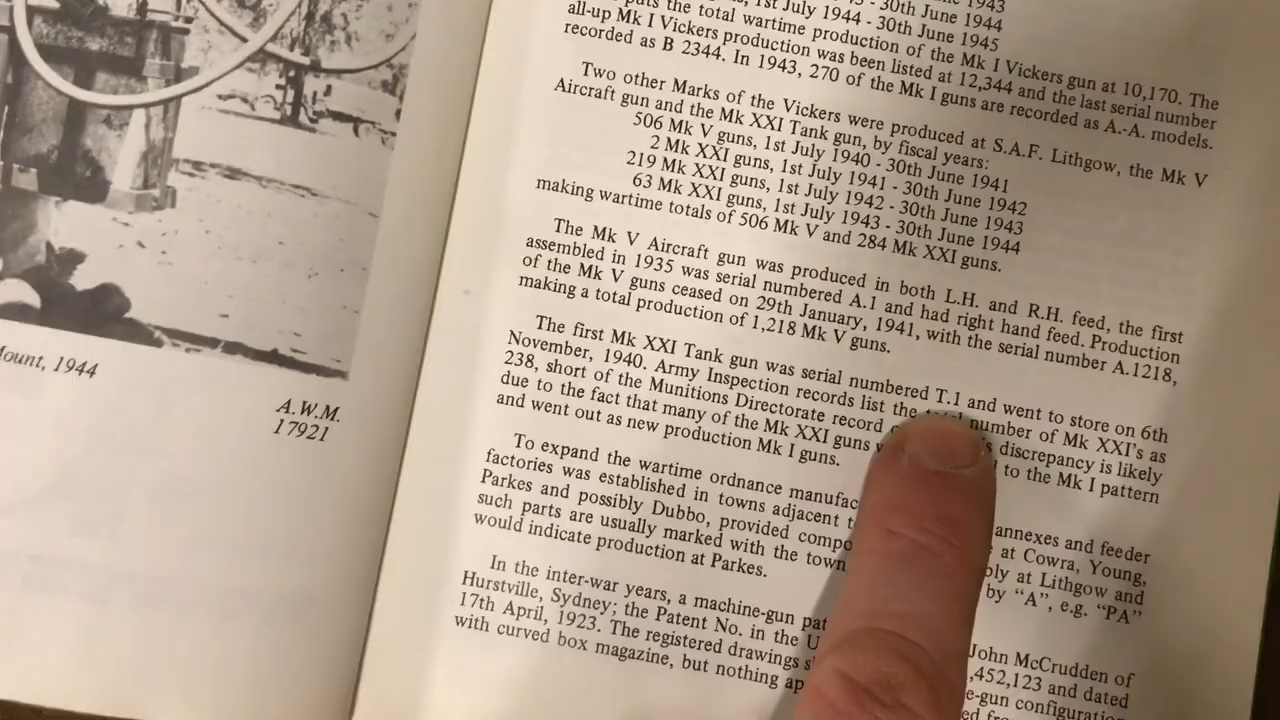 Mount, 1944
A.W.M.
17921
30th June 1943
- 30th June 1944
1st July 1944 - 30th June 1945
puts the total wartime production of the Mk I Vickers gun at 10,170. The
all-up Mk I Vickers production was been listed at 12,344 and the last serial number
recorded as B 2344. In 1943, 270 of the Mk I guns are recorded as A.-A. models.
Two other Marks of the Vickers were produced at S.A.F. Lithgow, the Mk V
Aircraft gun and the Mk XXI Tank gun, by fiscal years:
506 Mk V guns, 1st July 1940 - 30th June 1941
2 Mk XXI guns, 1st July 1941 - 30th June 1942
219 Mk XXI guns, 1st July 1942 - 30th June 1943
63 Mk XXI guns, 1st July 1943 - 30th June 1944
making wartime totals of 506 Mk V and 284 Mk XXI guns.
The Mk V Aircraft gun was produced in both L.H. and R.H. feed, the first
assembled in 1935 was serial numbered A.1 and had right hand feed. Production
of the Mk V guns ceased on 29th January, 1941, with the serial number A.1218,
making a total production of 1,218 Mk V guns.
The first Mk XXI Tank gun was serial numbered T.1 and went to store on 6th
November, 1940. Army Inspection records list the total number of Mk XXI's as
238, short of the Munitions Directorate record discrepancy is likely
due to the fact that many of the Mk XXI guns to the Mk I pattern
and went out as new production Mk I guns.
To expand the wartime ordnance annexes and feeder
factories was established in towns adjacent at Cowra, Young,
Parkes and possibly Dubbo, provided at Lithgow and
such parts are usually marked with the town by “A”, e.g. “PA”
would indicate production at Parkes.
In the inter-war years, a machine-gun John McCrudden of
Hurstville, Sydney; the Patent No. in the ,452,123 and dated
17th April, 1923. The registered drawings
with curved box magazine, but nothing